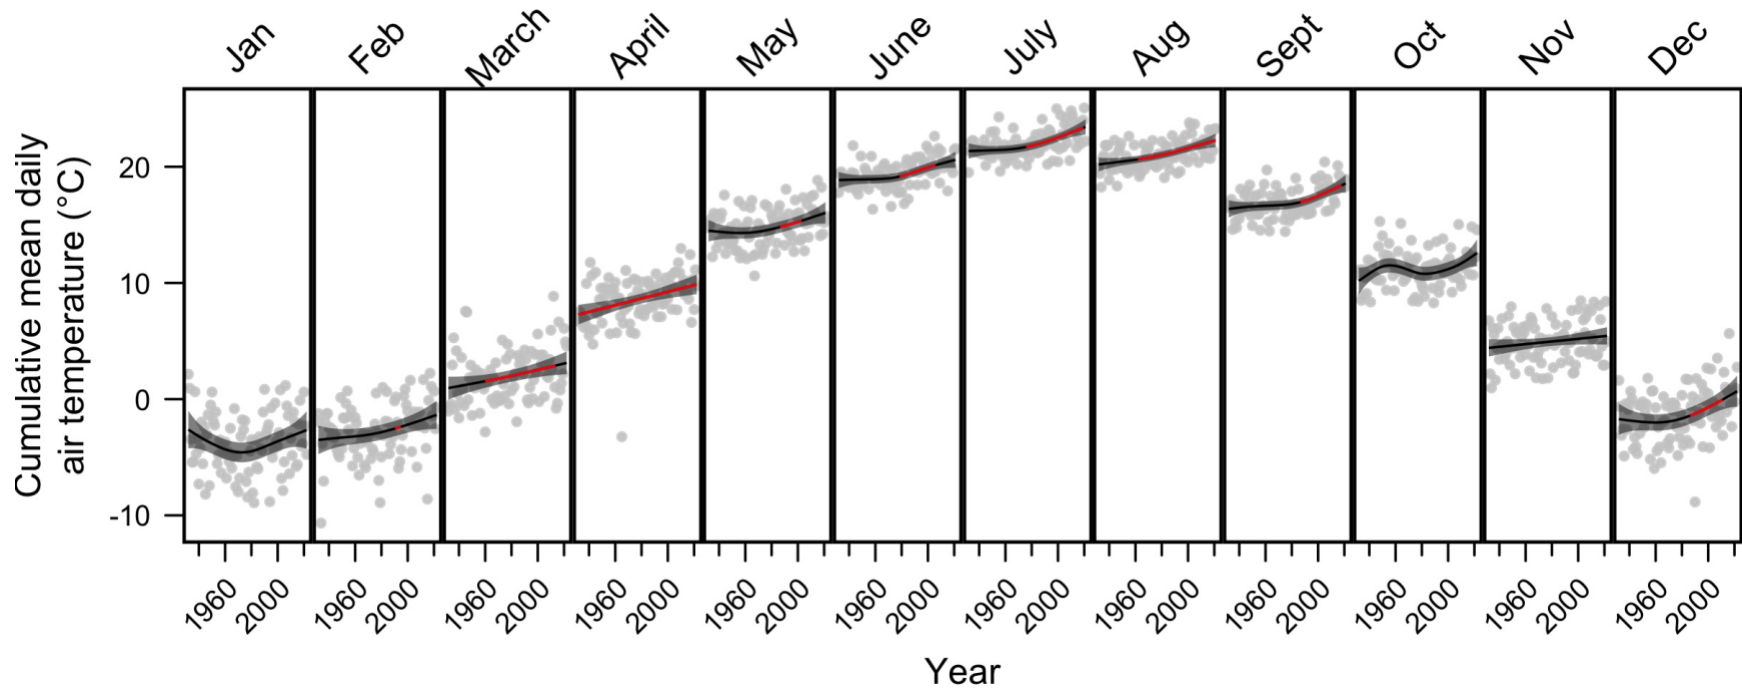 Jan Feb March April May June July Aug Sept Oct Nov Dec
Cumulative mean daily
air temperature (°C)
20
10
0
-10
1960 2000 1960 2000 1960 2000 1960 2000 1960 2000 1960 2000 1960 2000 1960 2000 1960 2000 1960 2000 1960 2000 1960 2000
Year